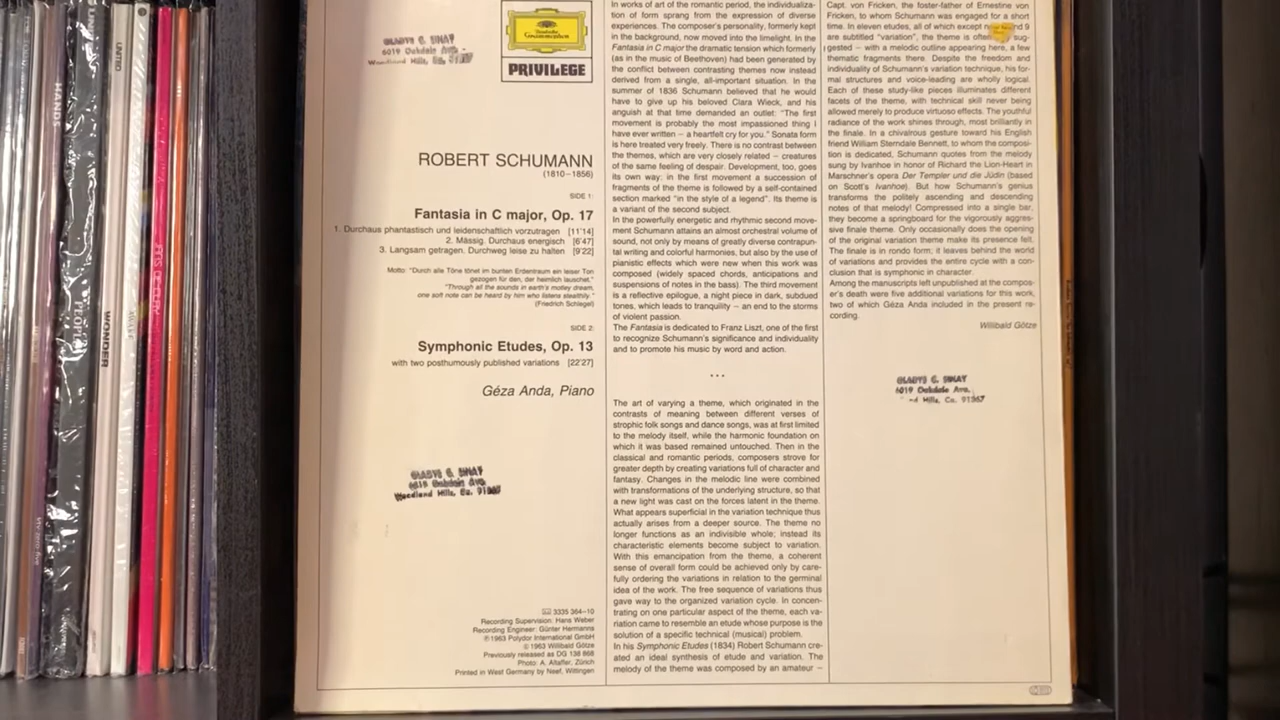 UNITED
HANDEL
PEOPLE
WONDER
GLADYS G. SINAY
6019 Oakdale Ave.
Woodland Hills, Ca. 91367
Deutsche
Grammophon
PRIVILEGE
ROBERT SCHUMANN
(1810–1856)
SIDE 1:
Fantasia in C major, Op. 17
1. Durchaus phantastisch und leidenschaftlich vorzutragen [11'14]
2. Mässig. Durchaus energisch [6'47]
3. Langsam getragen. Durchweg leise zu halten [9'22]
Motto: "Durch alle Töne tönet im bunten Erdentraum ein leiser Ton
gezogen für den, der heimlich lauschet."
"Through all the sounds in earth's motley dream,
one soft note can be heard by him who listens stealthily."
(Friedrich Schlegel)
SIDE 2:
Symphonic Etudes, Op. 13
with two posthumously published variations [22'27]
Géza Anda, Piano
GLADYS G. SINAY
6019 Oakdale Ave.
Woodland Hills, Ca. 91367
3335 364–10
Recording Supervision: Hans Weber
Recording Engineer: Günter Hermanns
℗ 1963 Polydor International GmbH
© 1963 Willibald Götze
Previously released as DG 138 868
Photo: A. Altaffer, Zürich
Printed in West Germany by Neef, Wittingen
In works of art of the romantic period, the individualiza-
tion of form sprang from the expression of diverse
experiences. The composer's personality, formerly kept
in the background, now moved into the limelight. In the
Fantasia in C major the dramatic tension which formerly
(as in the music of Beethoven) had been generated by
the conflict between contrasting themes now instead
derived from a single, all-important situation. In the
summer of 1836 Schumann believed that he would
have to give up his beloved Clara Wieck, and his
anguish at that time demanded an outlet: "The first
movement is probably the most impassioned thing I
have ever written – a heartfelt cry for you." Sonata form
is here treated very freely. There is no contrast between
the themes, which are very closely related – creatures
of the same feeling of despair. Development, too, goes
its own way: in the first movement a succession of
fragments of the theme is followed by a self-contained
section marked "in the style of a legend". Its theme is
a variant of the second subject.
In the powerfully energetic and rhythmic second move-
ment Schumann attains an almost orchestral volume of
sound, not only by means of greatly diverse contrapun-
tal writing and colorful harmonies, but also by the use of
pianistic effects which were new when this work was
composed (widely spaced chords, anticipations and
suspensions of notes in the bass). The third movement
is a reflective epilogue, a night piece in dark, subdued
tones, which leads to tranquility – an end to the storms
of violent passion.
The Fantasia is dedicated to Franz Liszt, one of the first
to recognize Schumann's significance and individuality
and to promote his music by word and action.
...
The art of varying a theme, which originated in the
contrasts of meaning between different verses of
strophic folk songs and dance songs, was at first limited
to the melody itself, while the harmonic foundation on
which it was based remained untouched. Then in the
classical and romantic periods, composers strove for
greater depth by creating variations full of character and
fantasy. Changes in the melodic line were combined
with transformations of the underlying structure, so that
a new light was cast on the forces latent in the theme.
What appears superficial in the variation technique thus
actually arises from a deeper source. The theme no
longer functions as an indivisible whole; instead its
characteristic elements become subject to variation.
With this emancipation from the theme, a coherent
sense of overall form could be achieved only by care-
fully ordering the variations in relation to the germinal
idea of the work. The free sequence of variations thus
gave way to the organized variation cycle. In concen-
trating on one particular aspect of the theme, each va-
riation came to resemble an etude whose purpose is the
solution of a specific technical (musical) problem.
In his Symphonic Etudes (1834) Robert Schumann cre-
ated an ideal synthesis of etude and variation. The
melody of the theme was composed by an amateur –
Capt. von Fricken, the foster-father of Ernestine von
Fricken, to whom Schumann was engaged for a short
time. In eleven etudes, all of which except nd 9
are subtitled "variation", the theme is often sug-
gested – with a melodic outline appearing here, a few
thematic fragments there. Despite the freedom and
individuality of Schumann's variation technique, his for-
mal structures and voice-leading are wholly logical.
Each of these study-like pieces illuminates different
facets of the theme, with technical skill never being
allowed merely to produce virtuoso effects. The youthful
radiance of the work shines through, most brilliantly in
the finale. In a chivalrous gesture toward his English
friend William Sterndale Bennett, to whom the composi-
tion is dedicated, Schumann quotes from the melody
sung by Ivanhoe in honor of Richard the Lion-Heart in
Marschner's opera Der Templer und die Jüdin (based
on Scott's Ivanhoe). But how Schumann's genius
transforms the politely ascending and descending
notes of that melody! Compressed into a single bar,
they become a springboard for the vigorously aggres-
sive finale theme. Only occasionally does the opening
of the original variation theme make its presence felt.
The finale is in rondo form; it leaves behind the world
of variations and provides the entire cycle with a con-
clusion that is symphonic in character.
Among the manuscripts left unpublished at the compos-
er's death were five additional variations for this work,
two of which Géza Anda included in the present re-
cording.
Willibald Götze
GLADYS G. SINAY
6019 Oakdale Ave.
nd Hills, Ca. 91367